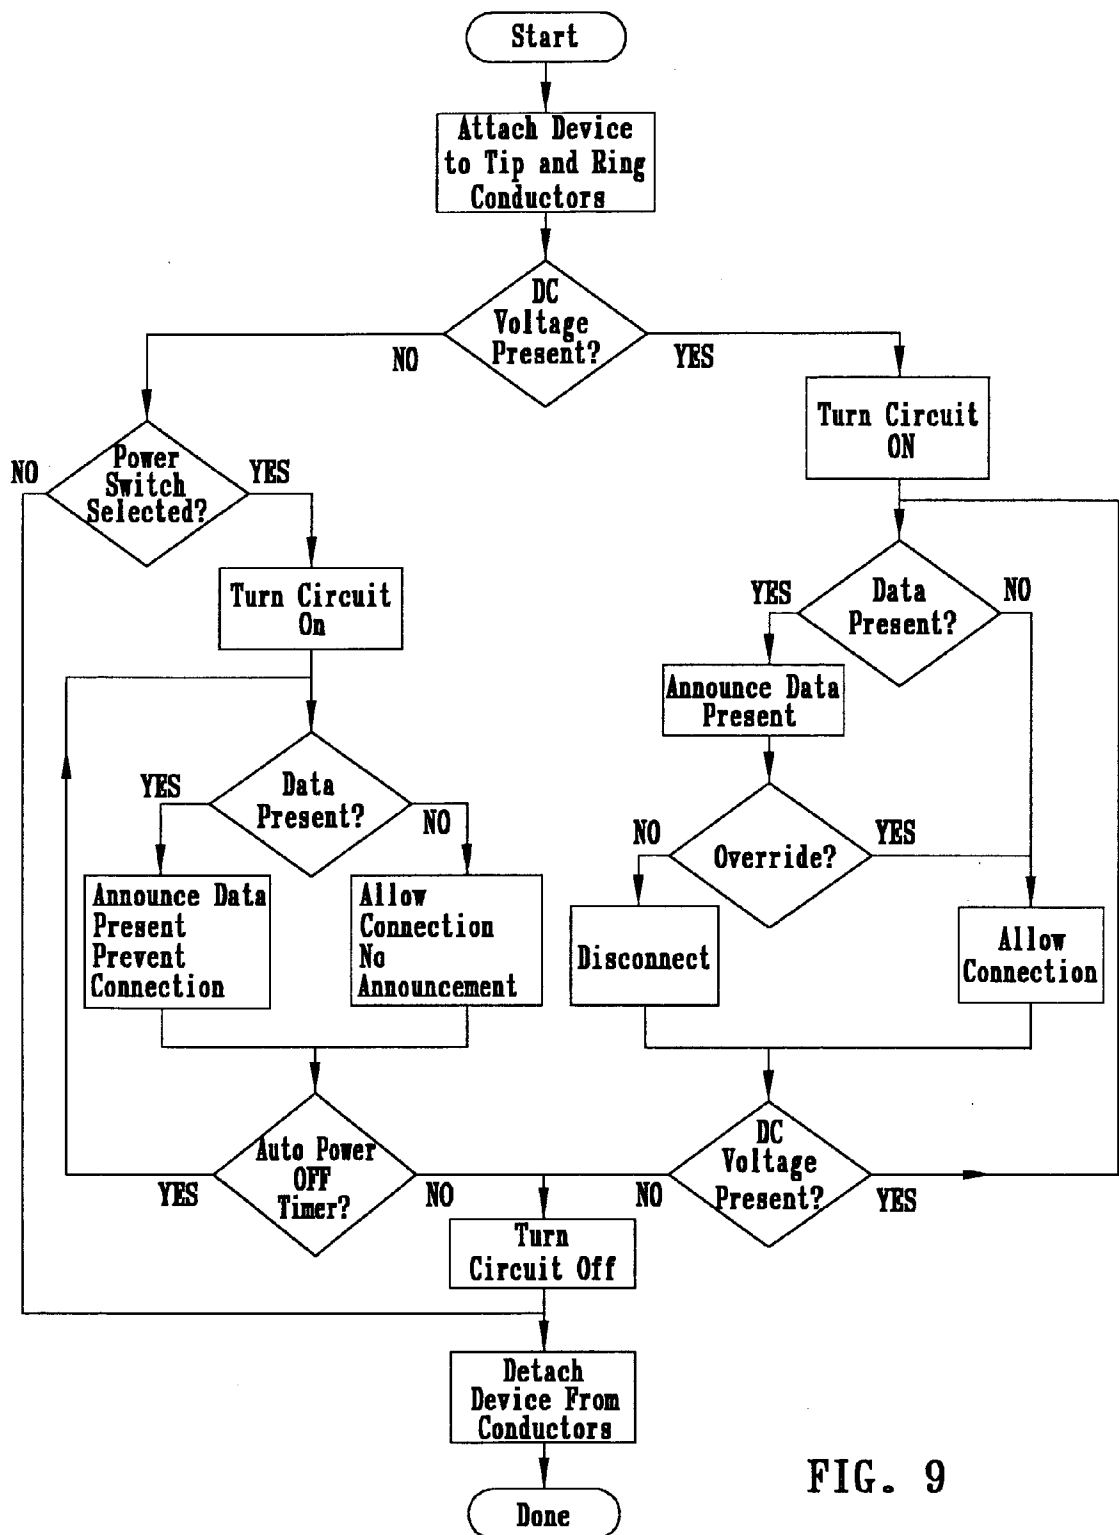 Start
Attach Device
to Tip and Ring
Conductors
DC
Voltage
Present?
NO
YES
Turn Circuit
ON
Power
Switch
Selected?
NO
YES
Turn Circuit
On
Data
Present?
YES
NO
Announce Data
Present
Data
Present?
YES
NO
Override?
NO
YES
Announce Data
Present
Prevent
Connection
Allow
Connection
No
Announcement
Disconnect
Allow
Connection
Auto Power
OFF
Timer?
YES
NO
DC
Voltage
Present?
NO
YES
Turn
Circuit Off
Detach
Device From
Conductors
Done
FIG. 9